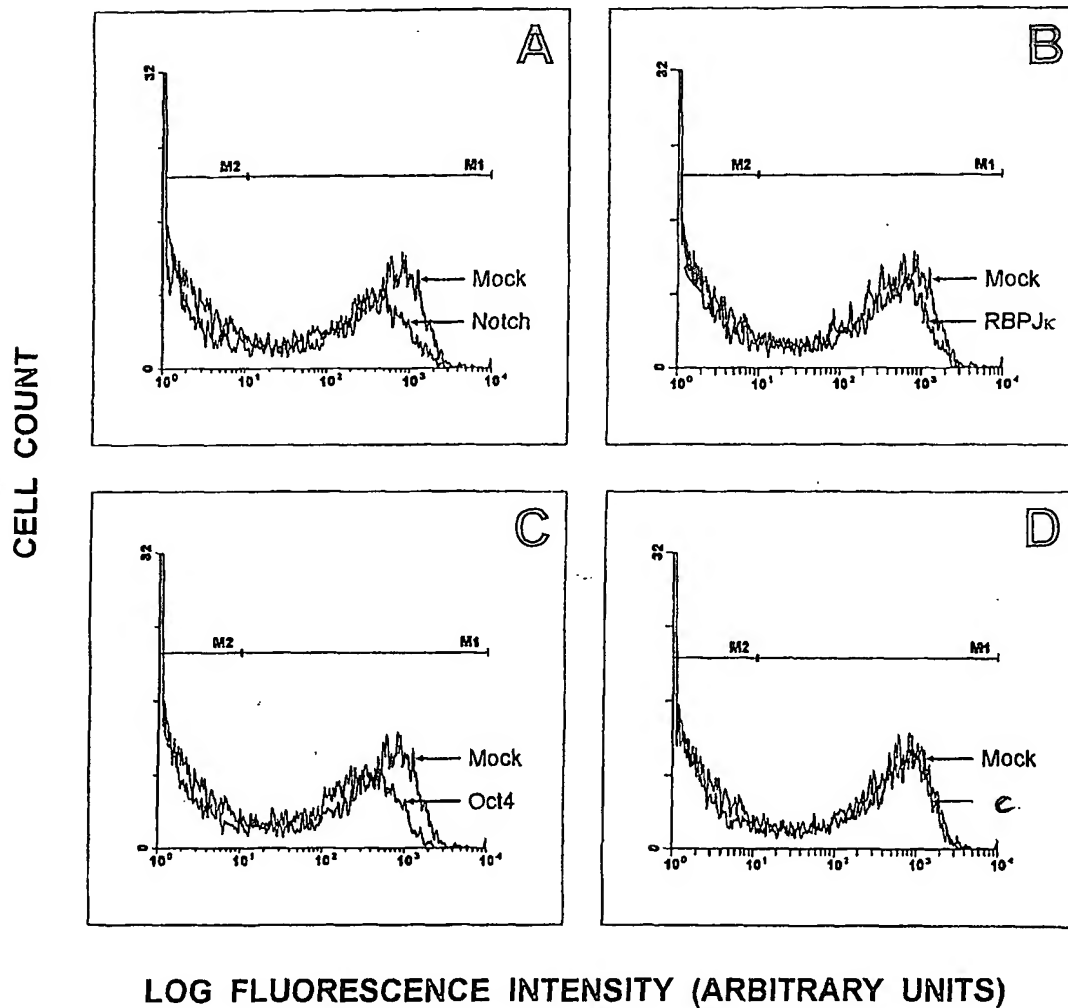 A
32
M2 M1
Mock
Notch
0
10⁰ 10¹ 10² 10³ 10⁴
B
32
M2 M1
Mock
RBPJκ
0
10⁰ 10¹ 10² 10³ 10⁴
CELL COUNT
C
32
M2 M1
Mock
Oct4
0
10⁰ 10¹ 10² 10³ 10⁴
D
32
M2 M1
Mock
0
10⁰ 10¹ 10² 10³ 10⁴
LOG FLUORESCENCE INTENSITY (ARBITRARY UNITS)